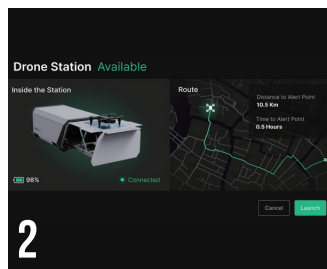 Drone Station Available
Inside the Station
98%
Connected
Route
Distance to Alert Point
10.5 Km
Time to Alert Point
0.5 Hours
Cancel
Launch
2